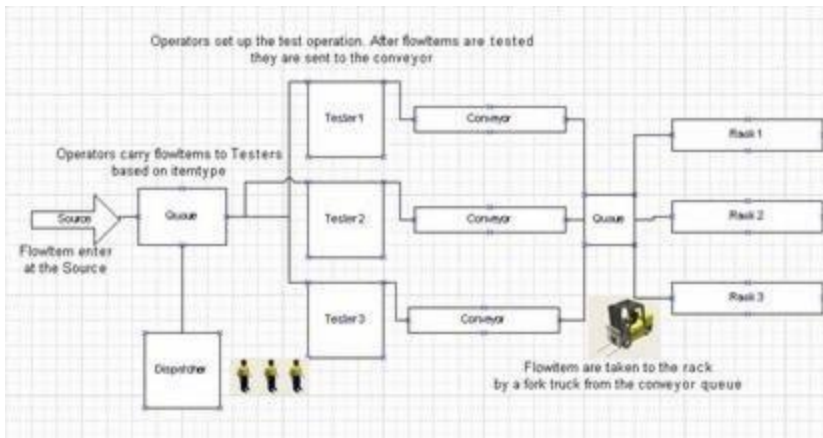 Operators set up the test operation. After flowitems are tested
they are sent to the conveyor
Tester1
Conveyor
Rack 1
Operators carry flowitems to Testers
based on itemtype
Source
Queue
Tester2
Conveyor
Queue
Rack 2
FlowItem enter
at the Source
Tester3
Conveyor
Rack 3
Dispatcher
Flowitem are taken to the rack
by a fork truck from the conveyor queue